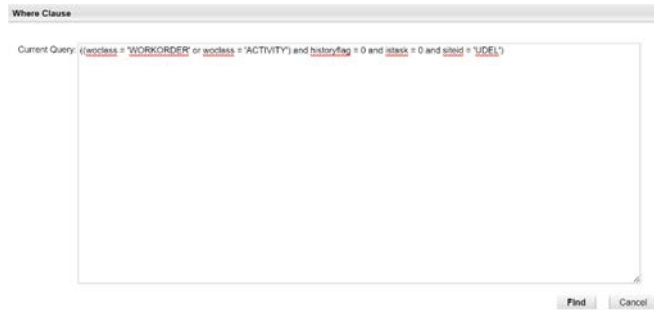 Where Clause
Current Query: ((woclass = 'WORKORDER' or woclass = 'ACTIVITY') and historyflag = 0 and istask = 0 and siteid = 'UDEL')
Find Cancel